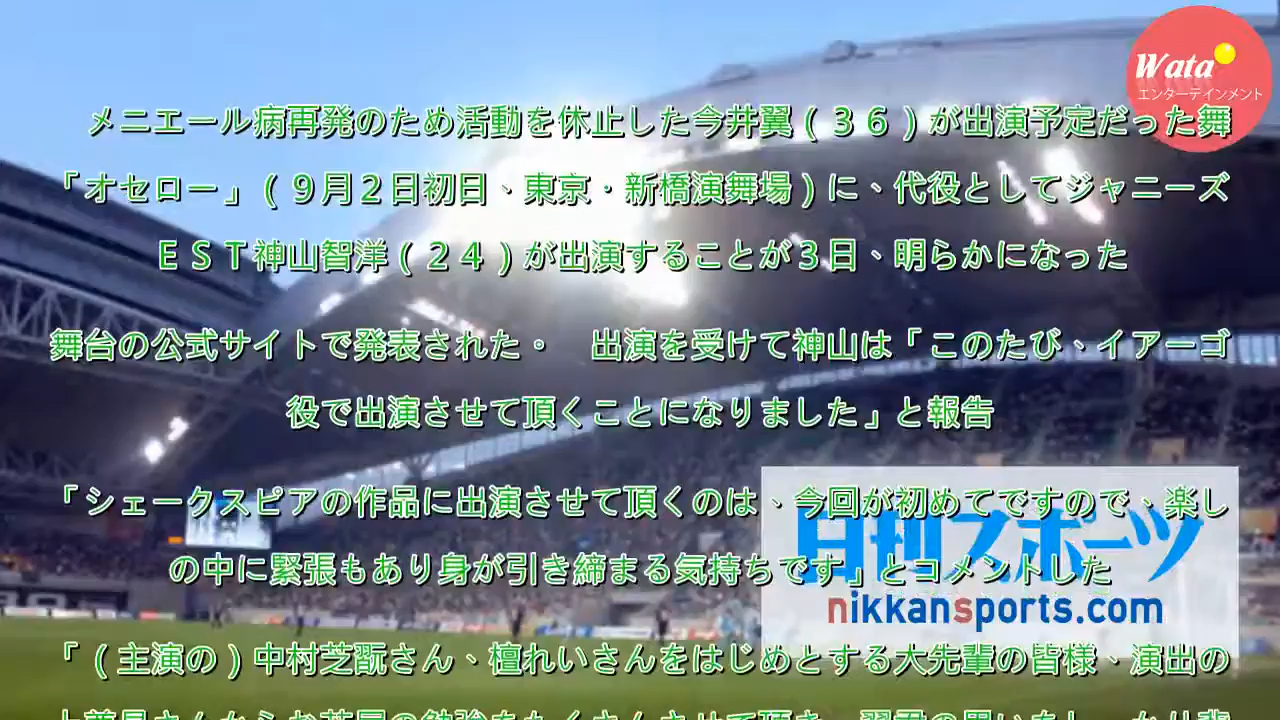 Wata
エンターテインメント
メニエール病再発のため活動を休止した今井翼(36)が出演予定だった舞
「オセロー」(9月2日初日、東京・新橋演舞場)に、代役としてジャニーズ
EST神山智洋(24)が出演することが3日、明らかになった
舞台の公式サイトで発表された・　出演を受けて神山は「このたび、イアーゴ
役で出演させて頂くことになりました」と報告
「シェークスピアの作品に出演させて頂くのは、今回が初めてですので、楽し
の中に緊張もあり身が引き締まる気持ちです」とコメントした
日刊スポーツ
nikkansports.com
「(主演の)中村芝翫さん、檀れいさんをはじめとする大先輩の皆様、演出の